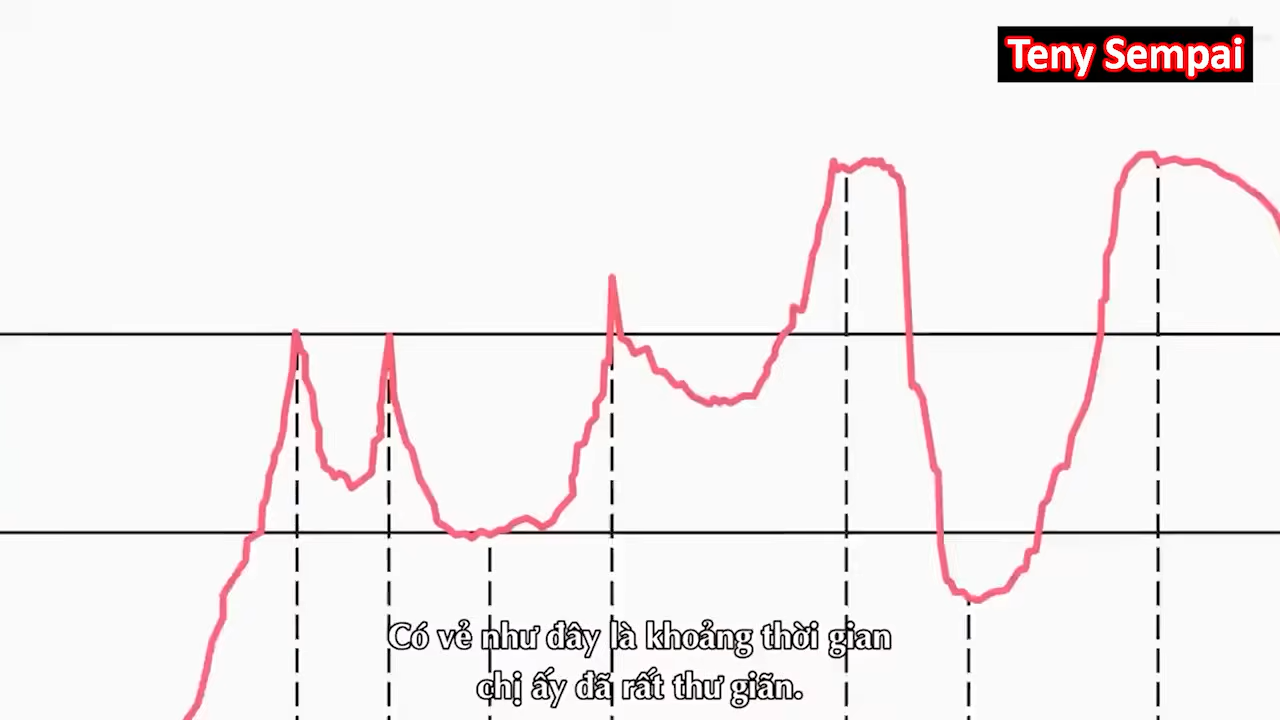 Teny Sempai
Có vẻ như đây là khoảng thời gian
chị ấy đã rất thư giãn.